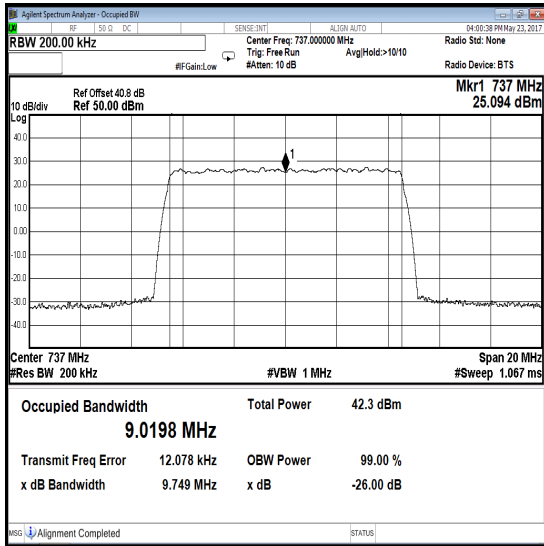 Agilent Spectrum Analyzer - Occupied BW
RF 50 Ω DC SENSE:INT ALIGN AUTO 04:00:38 PM May 23, 2017
RBW 200.00 kHz Center Freq: 737.000000 MHz Radio Std: None
Trig: Free Run Avg|Hold:>10/10
#IFGain:Low #Atten: 10 dB Radio Device: BTS
Mkr1 737 MHz
Ref Offset 40.8 dB
10 dB/div Ref 50.00 dBm 25.094 dBm
Log
40.0
1
30.0
20.0
10.0
0.00
-10.0
-20.0
-30.0
-40.0
Center 737 MHz Span 20 MHz
#Res BW 200 kHz #VBW 1 MHz #Sweep 1.067 ms
Occupied Bandwidth Total Power 42.3 dBm
9.0198 MHz
Transmit Freq Error 12.078 kHz OBW Power 99.00 %
x dB Bandwidth 9.749 MHz x dB -26.00 dB
MSG Alignment Completed STATUS